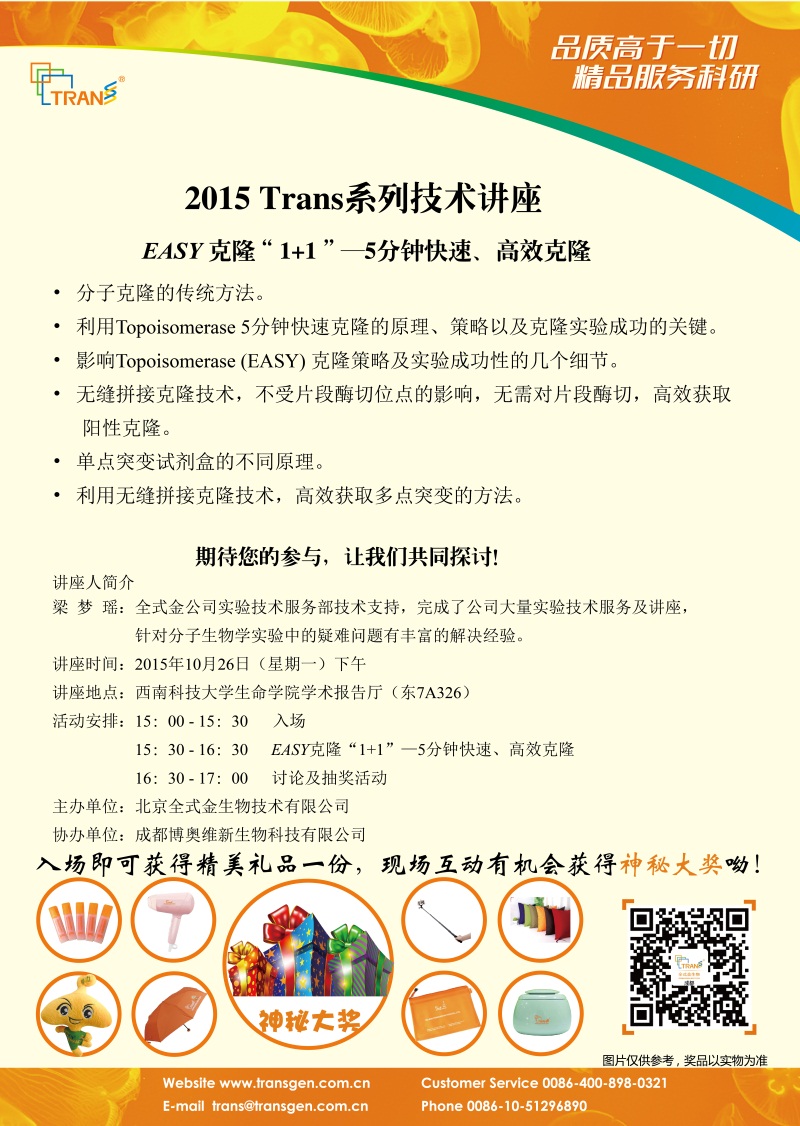 品质高于一切
精品服务科研
TRANS®
2015 Trans系列技术讲座
EASY 克隆“ 1+1 ”—5分钟快速、高效克隆
• 分子克隆的传统方法。
• 利用Topoisomerase 5分钟快速克隆的原理、策略以及克隆实验成功的关键。
• 影响Topoisomerase (EASY) 克隆策略及实验成功性的几个细节。
• 无缝拼接克隆技术，不受片段酶切位点的影响，无需对片段酶切，高效获取
阳性克隆。
• 单点突变试剂盒的不同原理。
• 利用无缝拼接克隆技术，高效获取多点突变的方法。
期待您的参与，让我们共同探讨!
讲座人简介
梁 梦 瑶：全式金公司实验技术服务部技术支持，完成了公司大量实验技术服务及讲座，
针对分子生物学实验中的疑难问题有丰富的解决经验。
讲座时间：2015年10月26日（星期一）下午
讲座地点：西南科技大学生命学院学术报告厅（东7A326）
活动安排：15：00 - 15：30 入场
15：30 - 16：30 EASY克隆“1+1”—5分钟快速、高效克隆
16：30 - 17：00 讨论及抽奖活动
主办单位：北京全式金生物技术有限公司
协办单位：成都博奥维新生物科技有限公司
入场即可获得精美礼品一份，现场互动有机会获得神秘大奖呦！
神秘大奖
TRANS
图片仅供参考，奖品以实物为准
Website www.transgen.com.cn Customer Service 0086-400-898-0321
E-mail trans@transgen.com.cn Phone 0086-10-51296890